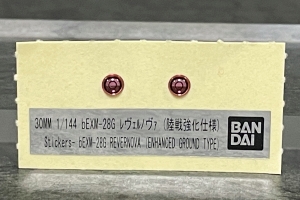 30MM 1/144 bEXM-28G レヴェルノヴァ (陸戦強化仕様)
Stickers- bEXM-28G REVERNOVA (ENHANCED GROUND TYPE)
BAN
DAI